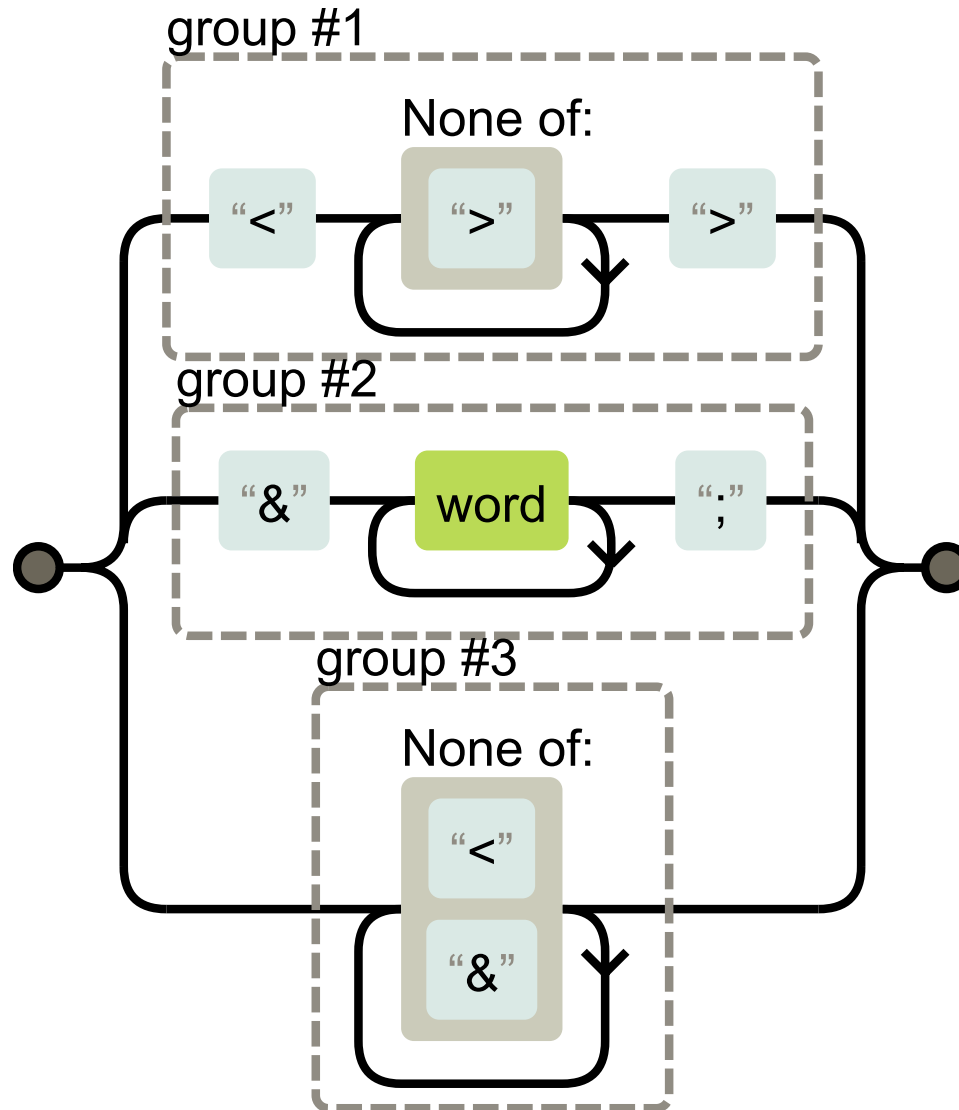 group #1
None of:
“<” “>” “>”
group #2
“&” word “;”
group #3
None of:
“<”
“&”